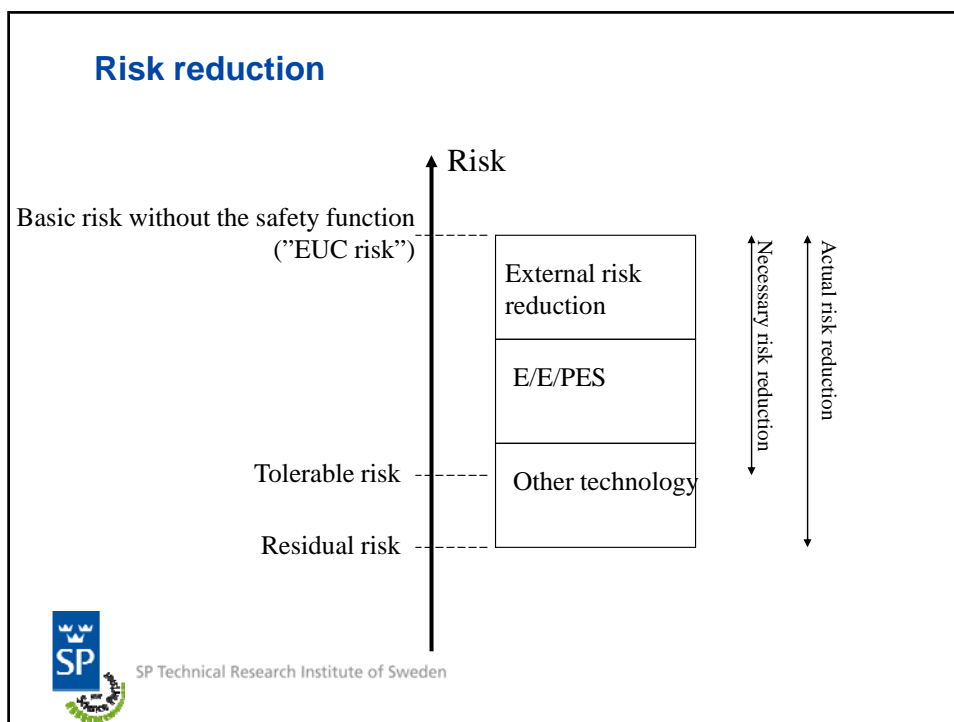 Risk reduction
Risk
Basic risk without the safety function
("EUC risk")
External risk
reduction
E/E/PES
Other technology
Tolerable risk
Residual risk
Necessary risk reduction
Actual risk reduction
SP
SP Technical Research Institute of Sweden